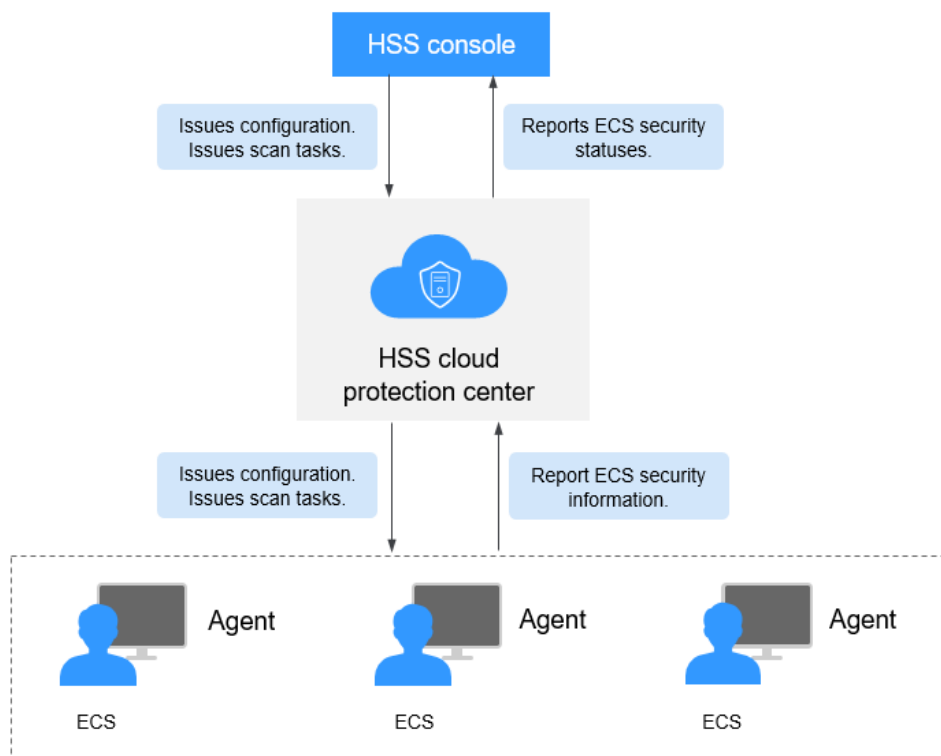 HSS console
Issues configuration.
Issues scan tasks.
Reports ECS security
statuses.
HSS cloud
protection center
Issues configuration.
Issues scan tasks.
Report ECS security
information.
Agent
Agent
Agent
ECS
ECS
ECS